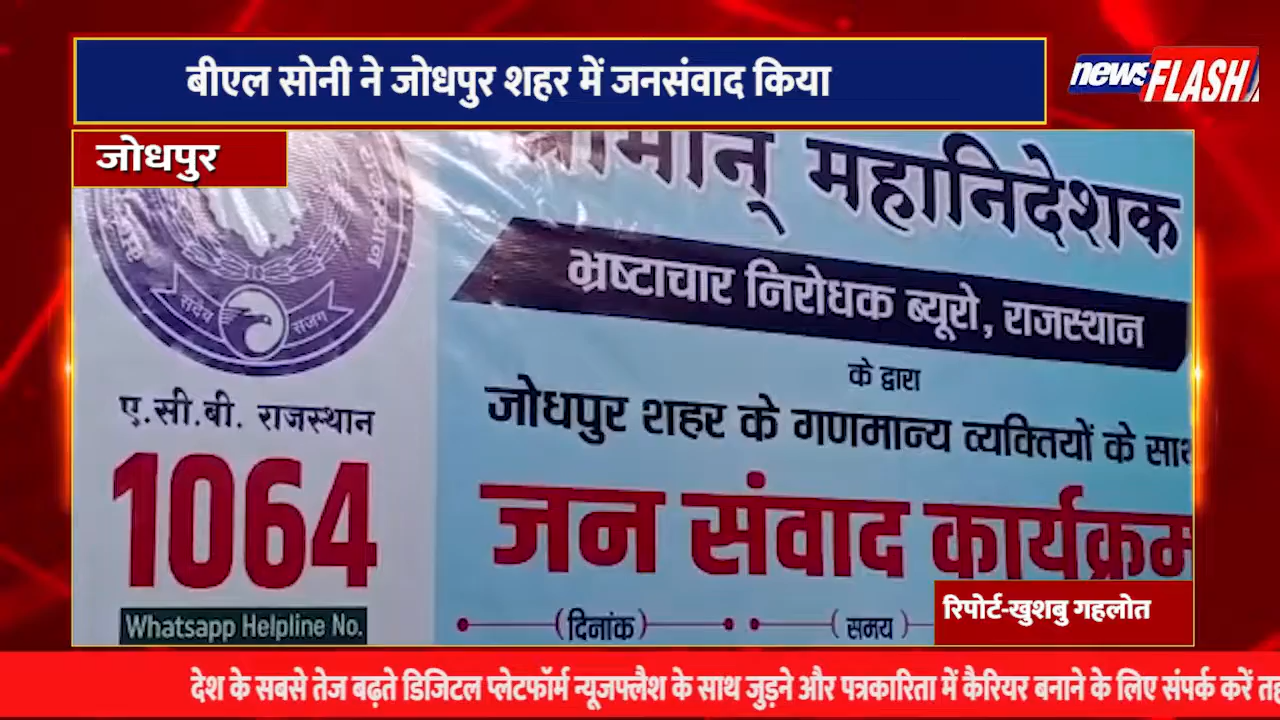 बीएल सोनी ने जोधपुर शहर में जनसंवाद किया
news FLASH
जोधपुर
महानिदेशक
भ्रष्टाचार निरोधक ब्यूरो, राजस्थान
के द्वारा
जोधपुर शहर के गणमान्य व्यक्तियों के साथ
जन संवाद कार्यक्रम
(दिनांक)
(समय)
सदैव सजग
ए.सी.बी. राजस्थान
1064
Whatsapp Helpline No.
रिपोर्ट-खुशबु गहलोत
देश के सबसे तेज बढ़ते डिजिटल प्लेटफॉर्म न्यूजफ्लैश के साथ जुड़ने और पत्रकारिता में कैरियर बनाने के लिए संपर्क करें